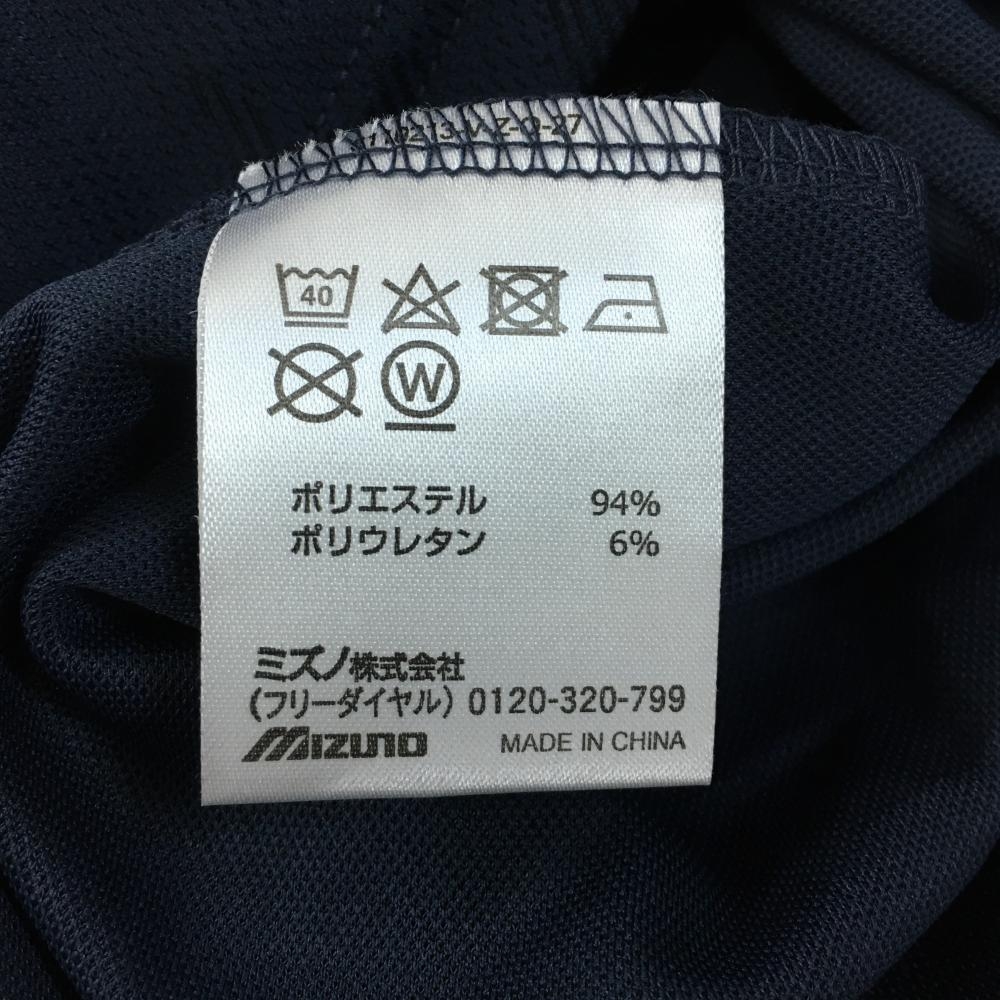 40
W
ポリエステル 94%
ポリウレタン 6%
ミズノ株式会社
(フリーダイヤル) 0120-320-799
MIZUNO MADE IN CHINA